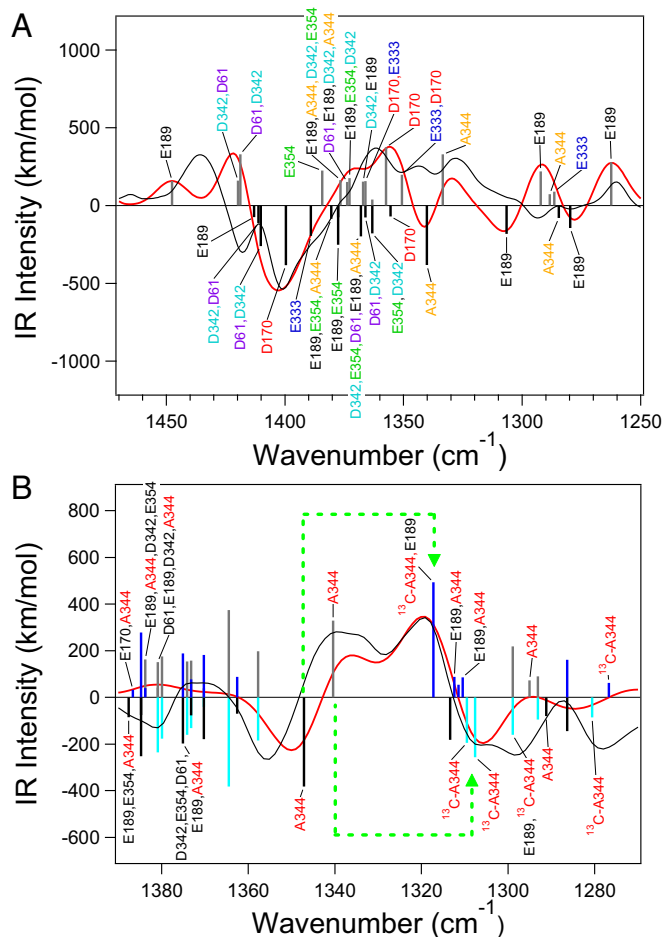 A
IR Intensity (km/mol)
1000
500
0
-500
-1000
E189
D342,D61
D61,D342
E354
E189,A344,D342,E354
D61,E189,D342,A344
E189,E354,D342
D342,E189
D170,E333
D170
E333,D170
A344
E189
A344
E333
E189
E189
D342,D61
D61,D342
D170
E333
E189,E354,A344
E189,E354
D342,E354,D61,E189,A344
D61,D342
E354,D342
D170
A344
E189
A344
E189
1450
1400
1350
1300
1250
Wavenumber (cm-1)
B
IR Intensity (km/mol)
800
600
400
200
0
-200
-400
-600
E170,A344
E189,A344,D342,E354
D61,E189,D342,A344
A344
13C-A344,E189
E189,A344
E189,A344
A344
13C-A344
E189,E354,A344
D342,E354,D61
E189,A344
A344
13C-A344
13C-A344
E189, 13C-A344
A344
13C-A344
1380
1360
1340
1320
1300
1280
Wavenumber (cm-1)